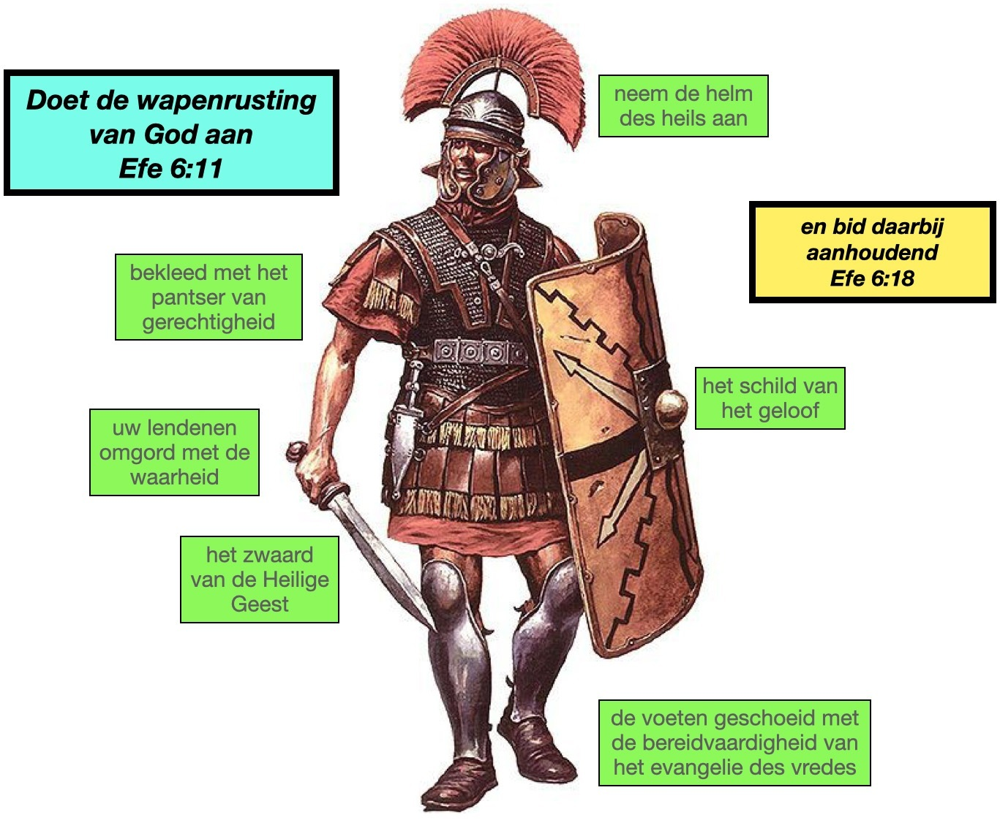 Doet de wapenrusting
van God aan
Efe 6:11
neem de helm
des heils aan
en bid daarbij
aanhoudend
Efe 6:18
bekleed met het
pantser van
gerechtigheid
het schild van
het geloof
uw lendenen
omgord met de
waarheid
het zwaard
van de Heilige
Geest
de voeten geschoeid met
de bereidvaardigheid van
het evangelie des vredes